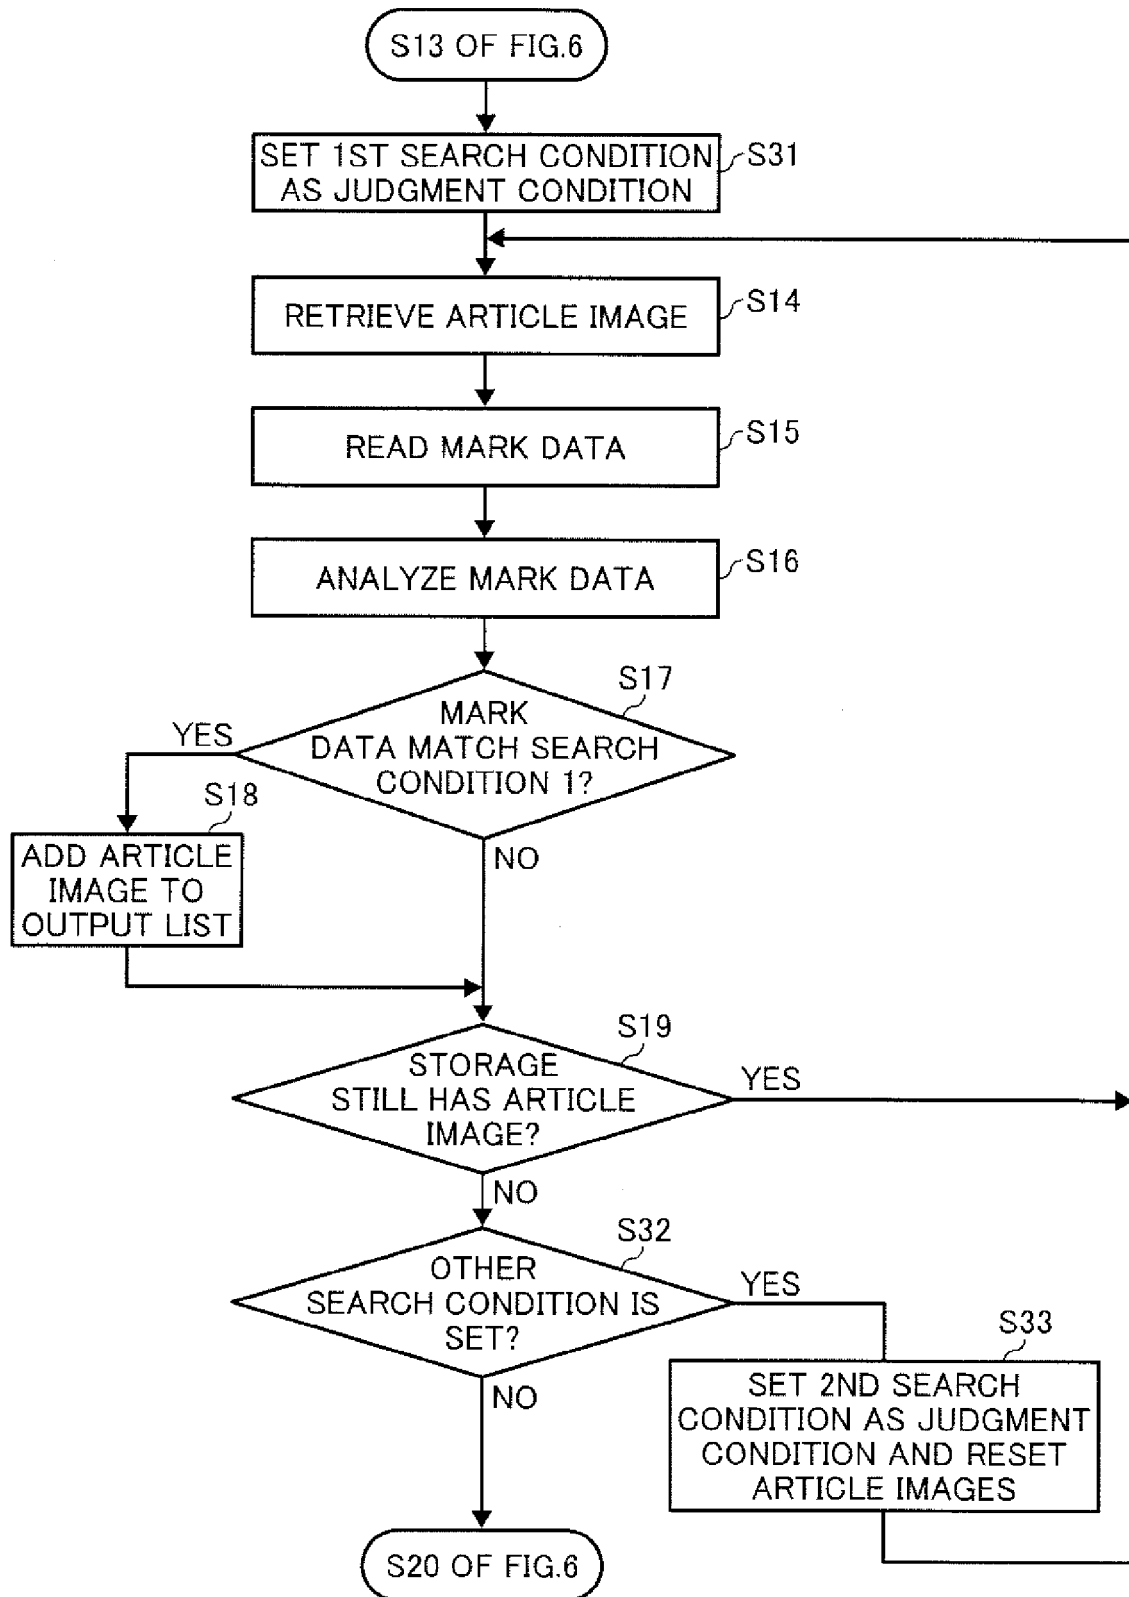 S13 OF FIG.6
SET 1ST SEARCH CONDITION
AS JUDGMENT CONDITION
S31
RETRIEVE ARTICLE IMAGE
S14
READ MARK DATA
S15
ANALYZE MARK DATA
S16
S17
MARK
DATA MATCH SEARCH
CONDITION 1?
YES
NO
S18
ADD ARTICLE
IMAGE TO
OUTPUT LIST
S19
STORAGE
STILL HAS ARTICLE
IMAGE?
YES
NO
S32
OTHER
SEARCH CONDITION IS
SET?
YES
NO
S33
SET 2ND SEARCH
CONDITION AS JUDGMENT
CONDITION AND RESET
ARTICLE IMAGES
S20 OF FIG.6